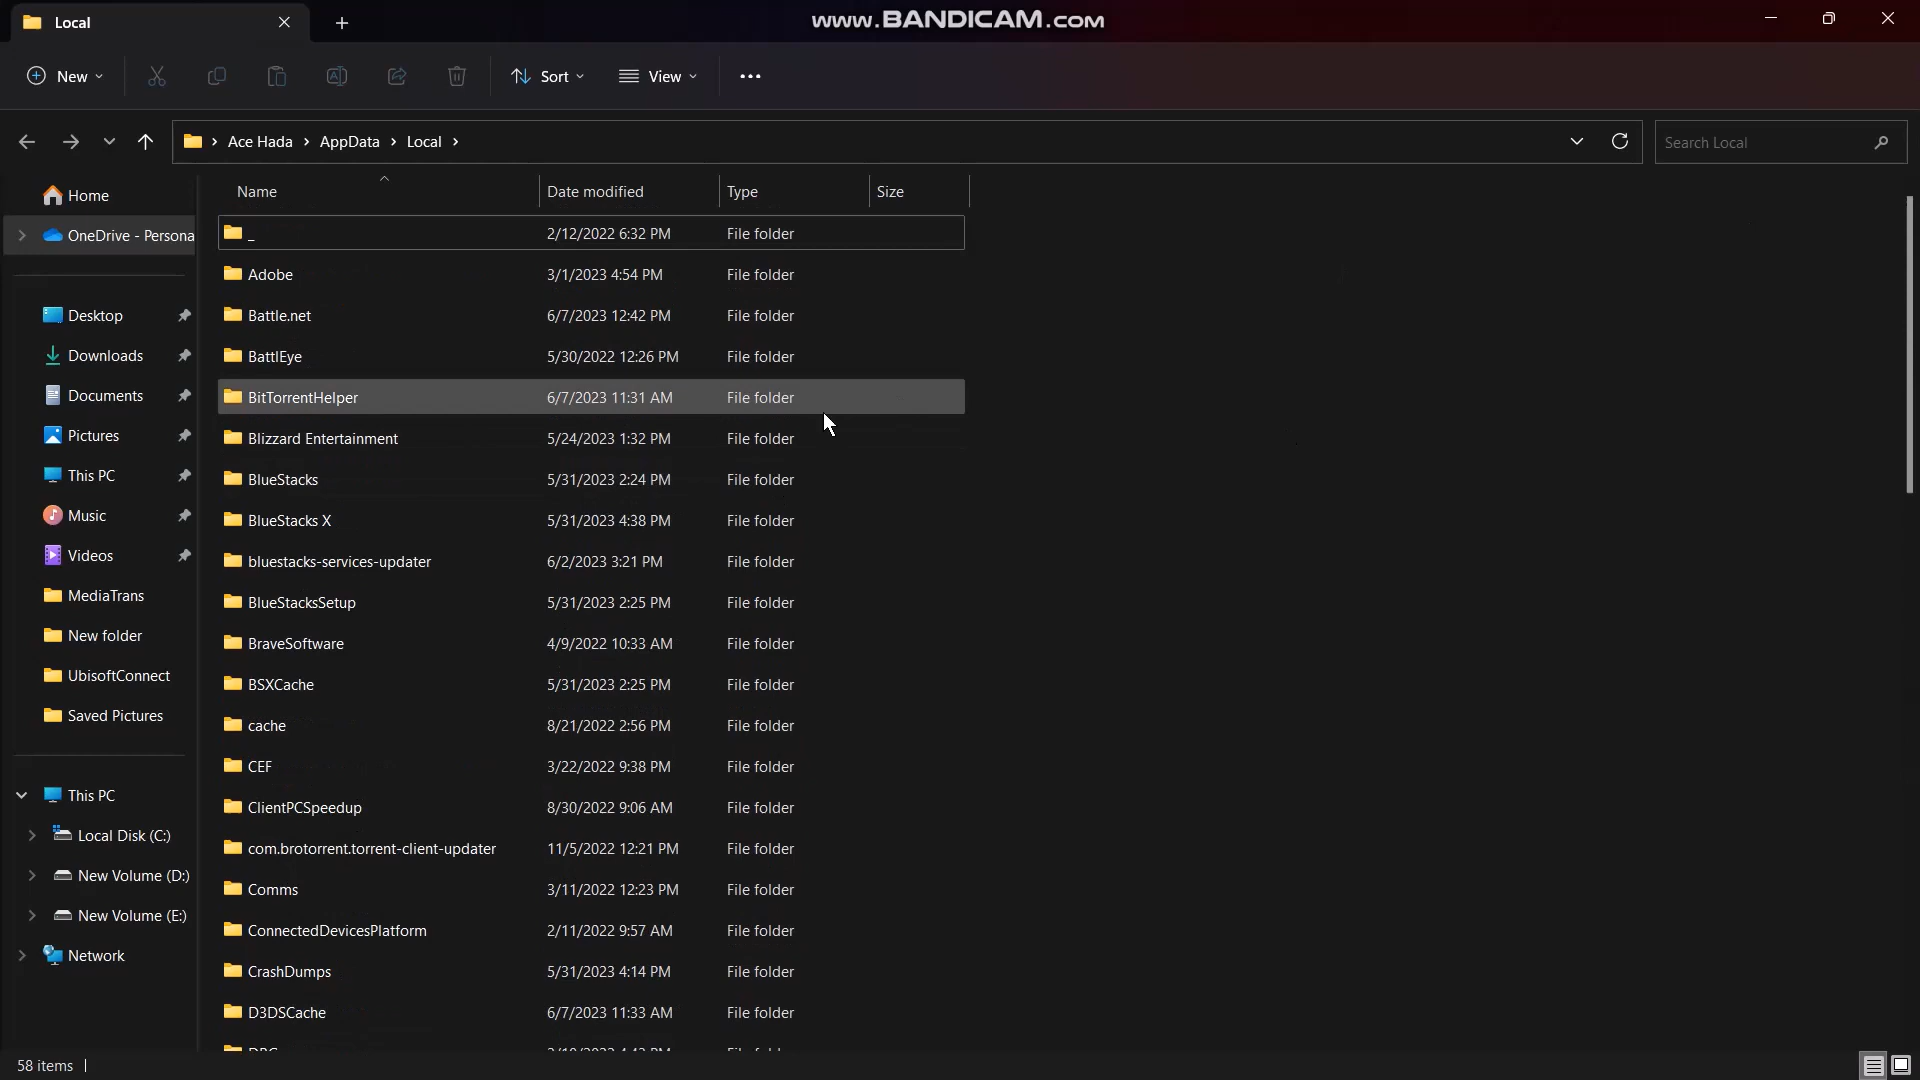 Local
www.BANDICAM.com
New
Sort
View
Ace Hada > AppData > Local >
Search Local
Home
OneDrive - Persona
Desktop
Downloads
Documents
Pictures
This PC
Music
Videos
MediaTrans
New folder
UbisoftConnect
Saved Pictures
This PC
Local Disk (C:)
New Volume (D:)
New Volume (E:)
Network
Name Date modified Type Size
_ 2/12/2022 6:32 PM File folder
Adobe 3/1/2023 4:54 PM File folder
Battle.net 6/7/2023 12:42 PM File folder
BattlEye 5/30/2022 12:26 PM File folder
BitTorrentHelper 6/7/2023 11:31 AM File folder
Blizzard Entertainment 5/24/2023 1:32 PM File folder
BlueStacks 5/31/2023 2:24 PM File folder
BlueStacks X 5/31/2023 4:38 PM File folder
bluestacks-services-updater 6/2/2023 3:21 PM File folder
BlueStacksSetup 5/31/2023 2:25 PM File folder
BraveSoftware 4/9/2022 10:33 AM File folder
BSXCache 5/31/2023 2:25 PM File folder
cache 8/21/2022 2:56 PM File folder
CEF 3/22/2022 9:38 PM File folder
ClientPCSpeedup 8/30/2022 9:06 AM File folder
com.brotorrent.torrent-client-updater 11/5/2022 12:21 PM File folder
Comms 3/11/2022 12:23 PM File folder
ConnectedDevicesPlatform 2/11/2022 9:57 AM File folder
CrashDumps 5/31/2023 4:14 PM File folder
D3DSCache 6/7/2023 11:33 AM File folder
58 items